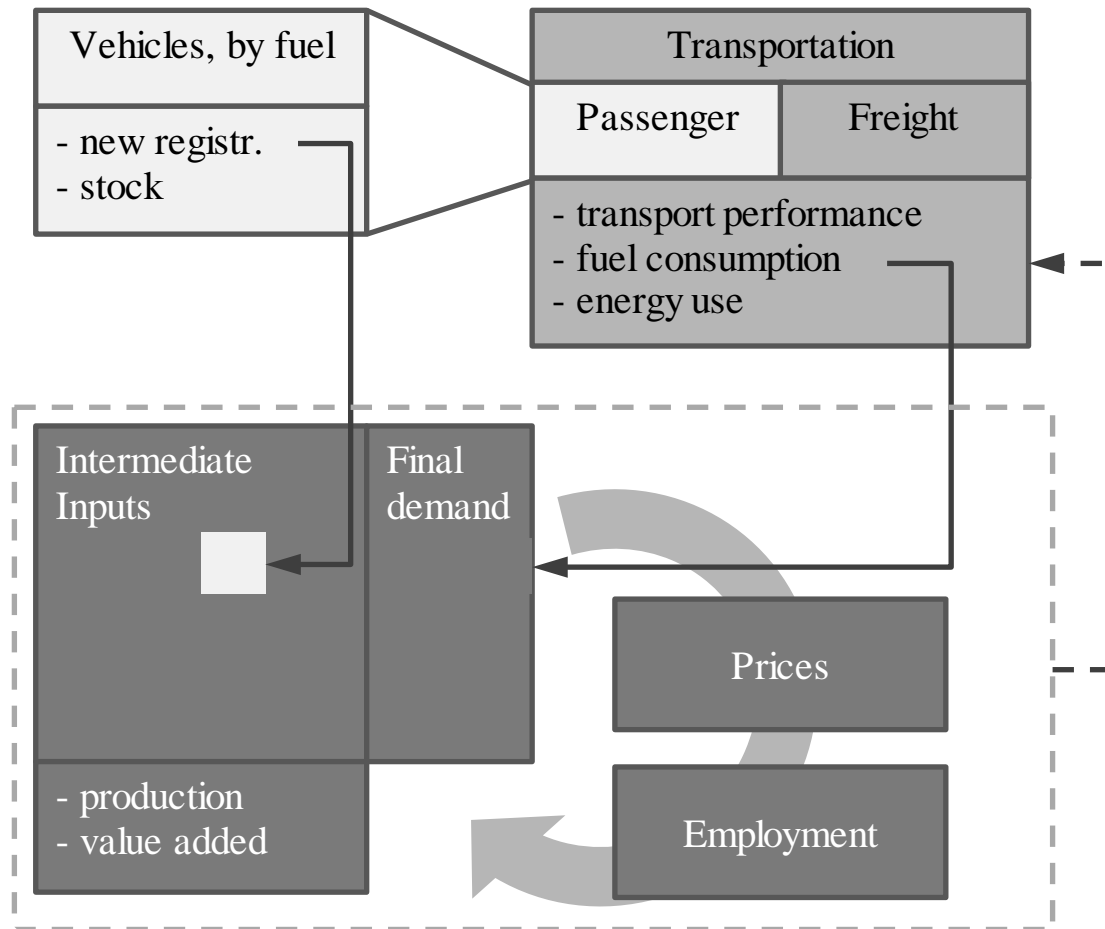 Vehicles, by fuel
- new registr.
- stock
Transportation
Passenger
Freight
- transport performance
- fuel consumption
- energy use
Intermediate
Inputs
Final
demand
- production
- value added
Prices
Employment